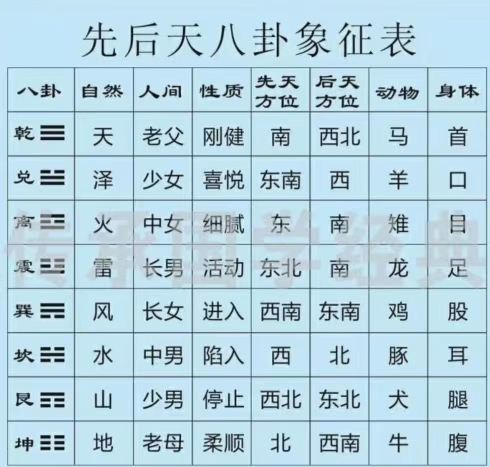 先后天八卦象征表
八卦 自然 人间 性质 先天方位 后天方位 动物 身体
乾☰ 天 老父 刚健 南 西北 马 首
兑☱ 泽 少女 喜悦 东南 西 羊 口
离☲ 火 中女 细腻 东 南 雉 目
震☳ 雷 长男 活动 东北 南 龙 足
巽☴ 风 长女 进入 西南 东南 鸡 股
坎☵ 水 中男 陷入 西 北 豚 耳
艮☶ 山 少男 停止 西北 东北 犬 腿
坤☷ 地 老母 柔顺 北 西南 牛 腹
传承国学经典